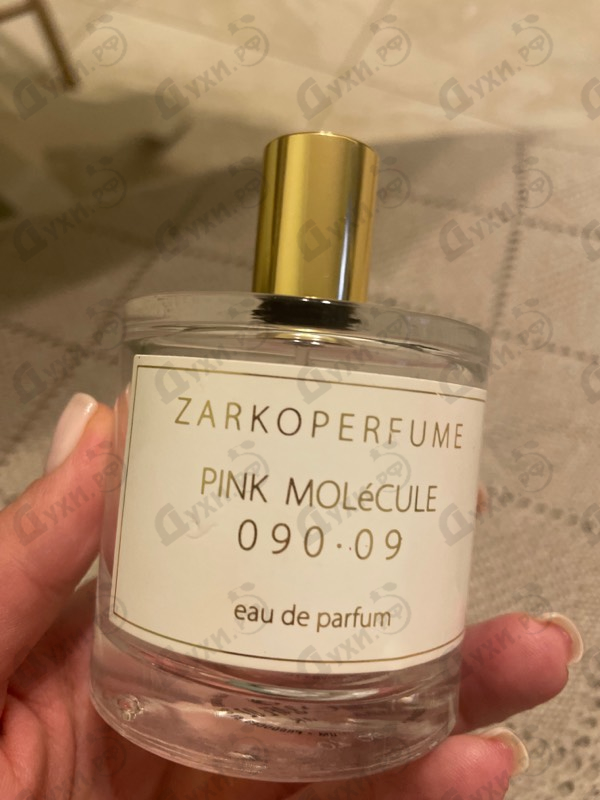 ZARKOPERFUME
PINK MOLéCULE
090··09
eau de parfum
Духи.РФ